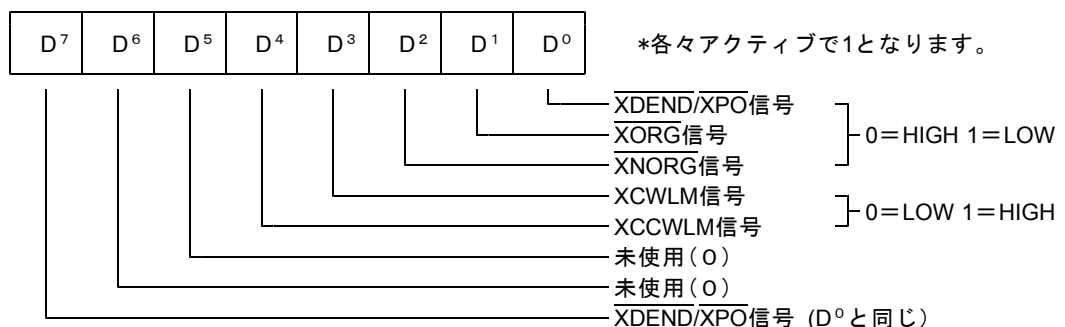 D⁷ D⁶ D⁵ D⁴ D³ D² D¹ D⁰ *各々アクティブで1となります。
XDEND/XPO信号
XORG信号 0=HIGH 1=LOW
XNORG信号
XCWLM信号
XCCWLM信号 0=LOW 1=HIGH
未使用(0)
未使用(0)
XDEND/XPO信号 (D⁰と同じ)